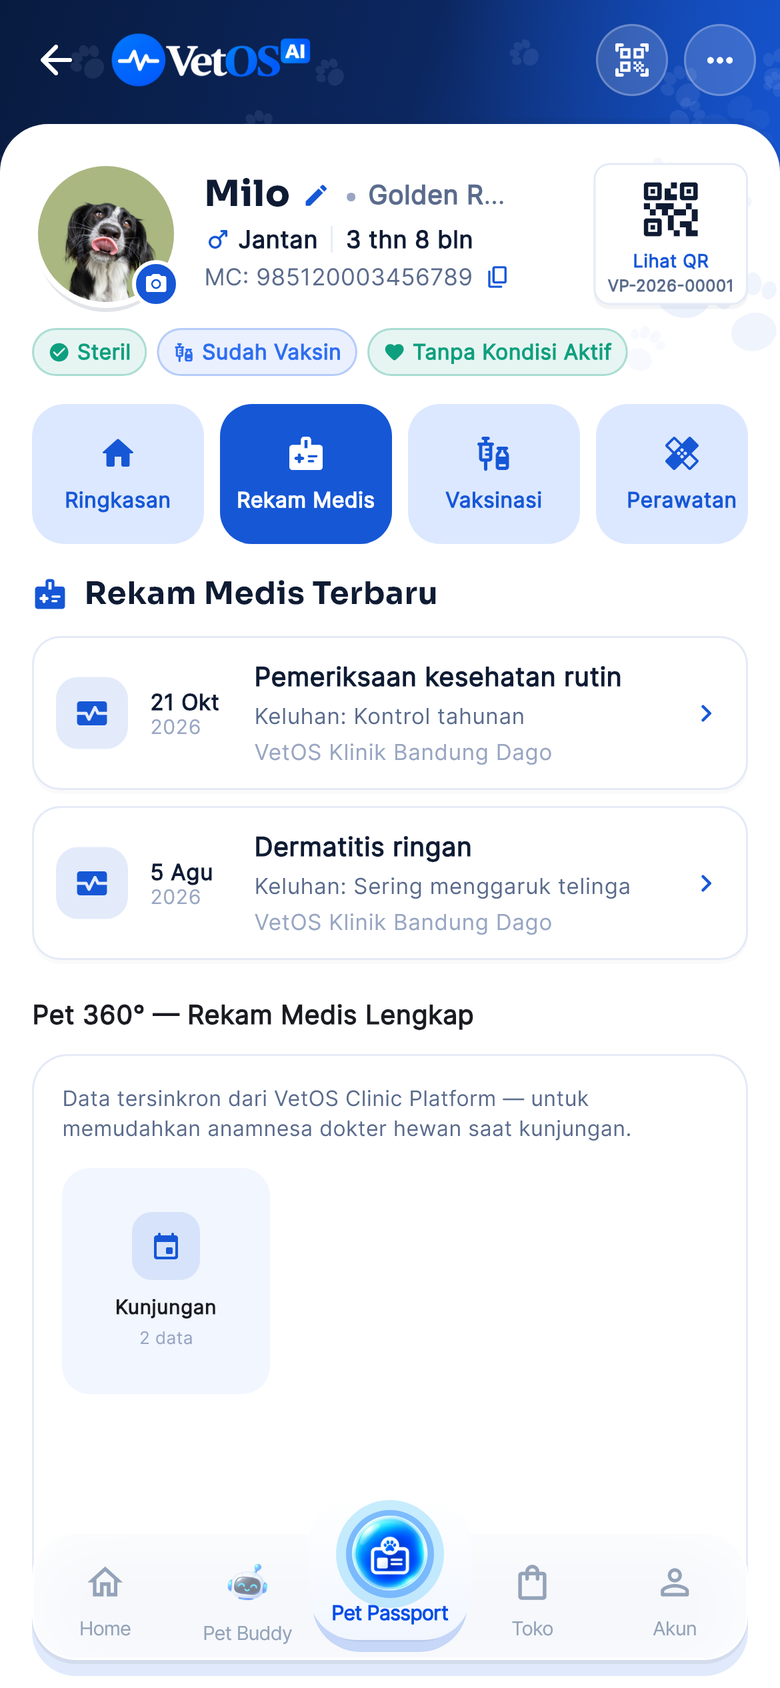 VetOS AI
Milo • Golden R...
Jantan | 3 thn 8 bln
MC: 985120003456789
Lihat QR
VP-2026-00001
Steril
Sudah Vaksin
Tanpa Kondisi Aktif
Ringkasan
Rekam Medis
Vaksinasi
Perawatan
Rekam Medis Terbaru
21 Okt
2026
Pemeriksaan kesehatan rutin
Keluhan: Kontrol tahunan
VetOS Klinik Bandung Dago
5 Agu
2026
Dermatitis ringan
Keluhan: Sering menggaruk telinga
VetOS Klinik Bandung Dago
Pet 360° — Rekam Medis Lengkap
Data tersinkron dari VetOS Clinic Platform — untuk
memudahkan anamnesa dokter hewan saat kunjungan.
Kunjungan
2 data
Home
Pet Buddy
Pet Passport
Toko
Akun